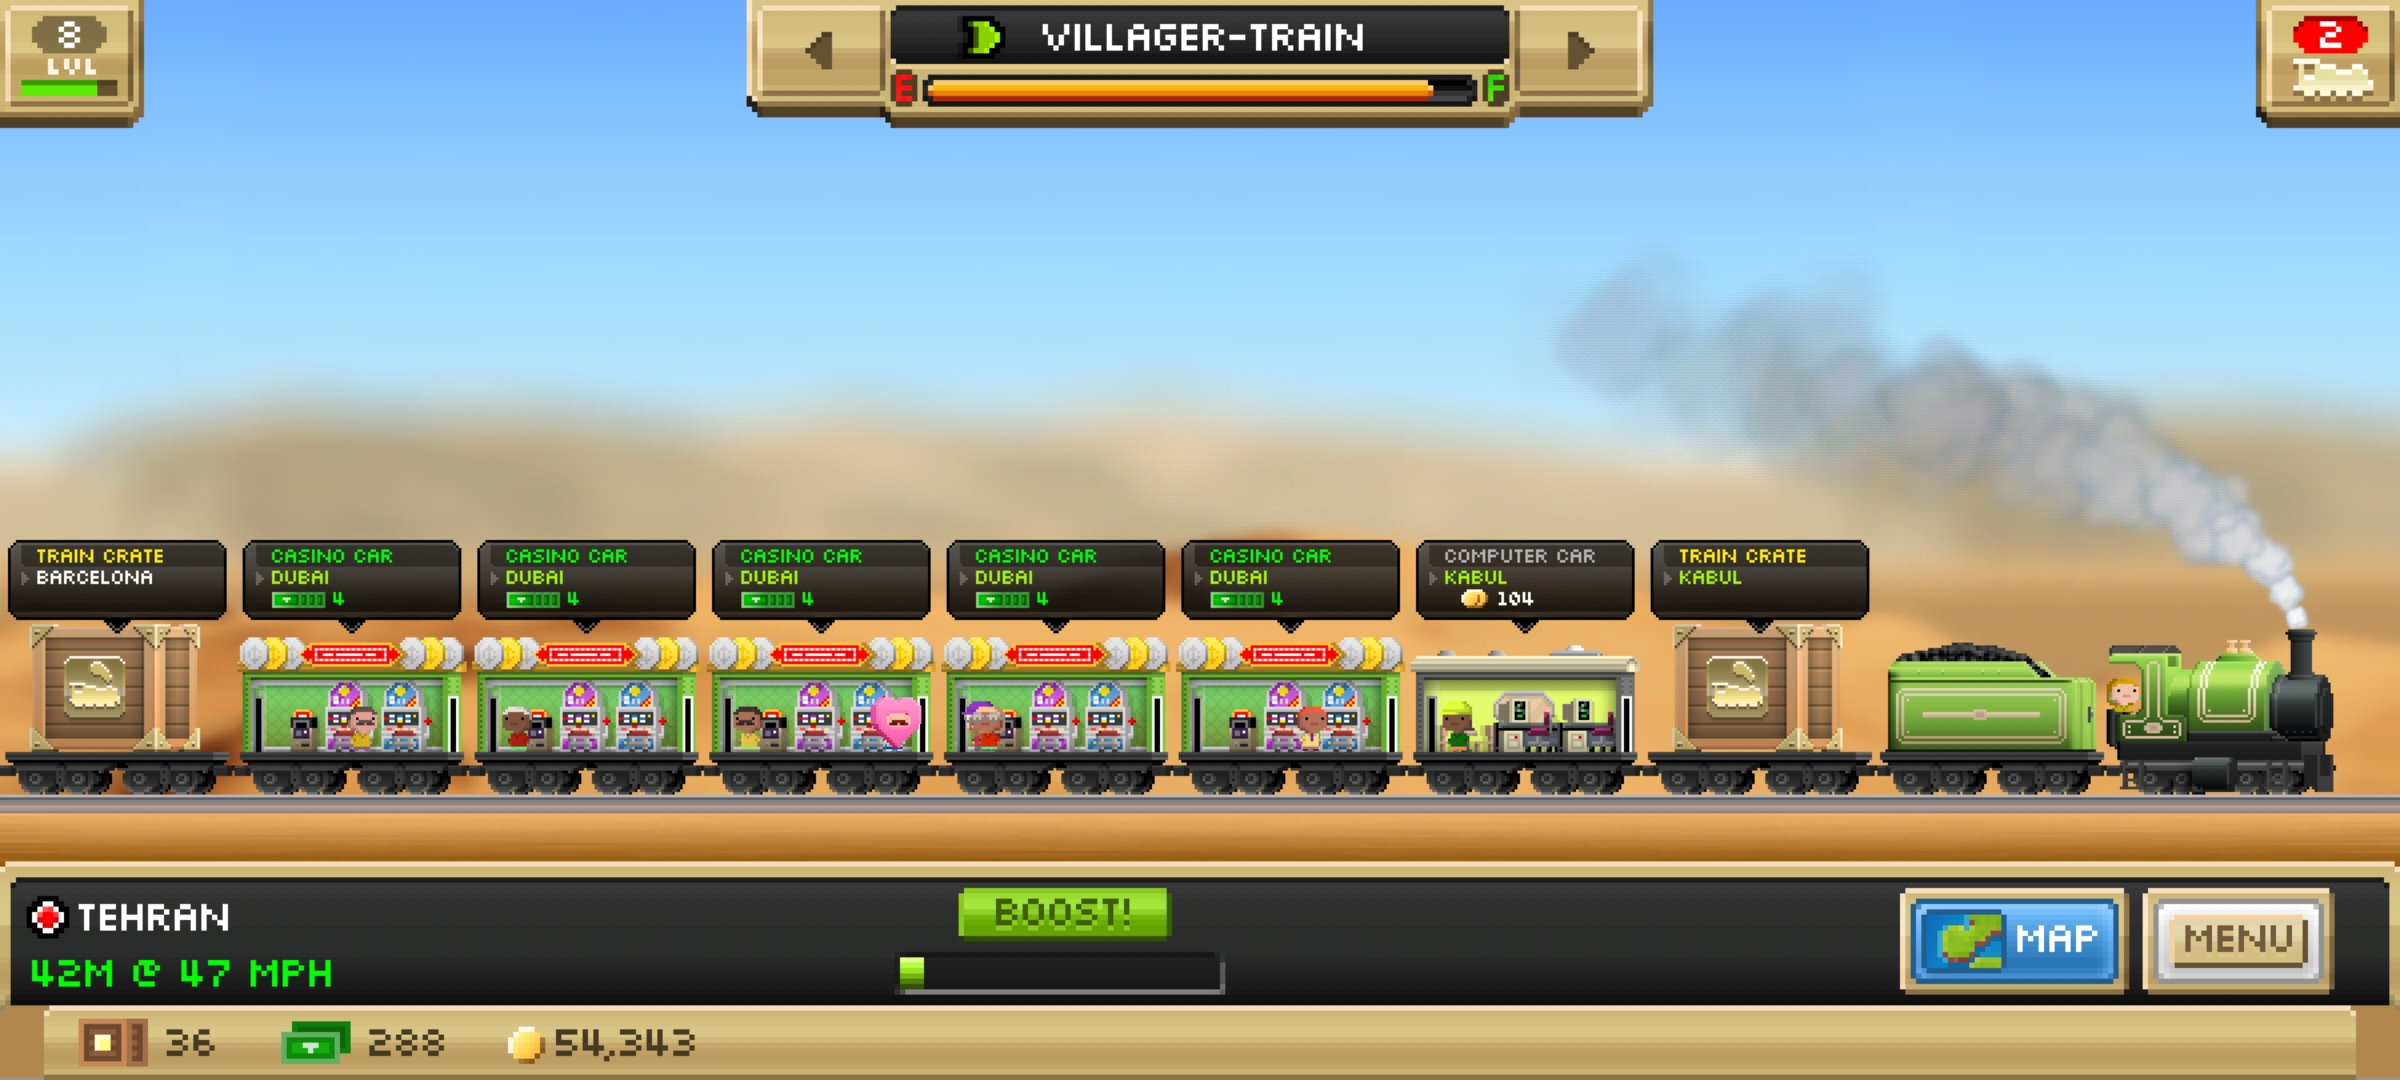 8
LVL
VILLAGER-TRAIN
E F
2
TRAIN CRATE
BARCELONA
CASINO CAR
DUBAI
4
CASINO CAR
DUBAI
4
CASINO CAR
DUBAI
4
CASINO CAR
DUBAI
4
CASINO CAR
DUBAI
4
COMPUTER CAR
KABUL
104
TRAIN CRATE
KABUL
TEHRAN
42M @ 47 MPH
BOOST!
MAP
MENU
36
288
54,343